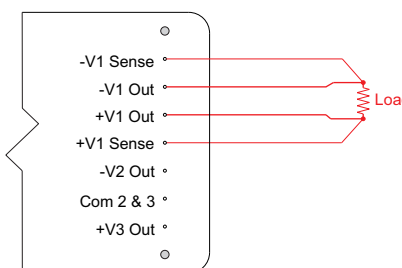 -V1 Sense
-V1 Out
+V1 Out
+V1 Sense
-V2 Out
Com 2 & 3
+V3 Out
Loa